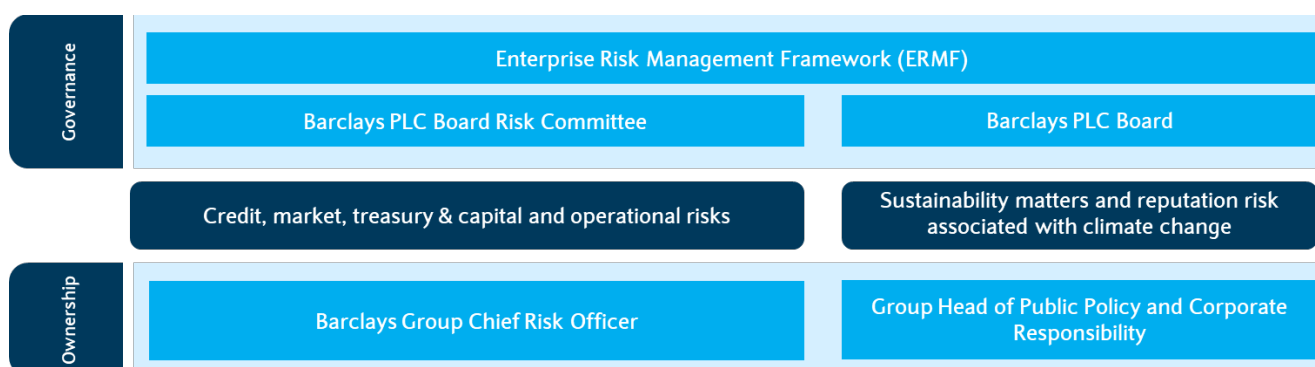 Governance
Enterprise Risk Management Framework (ERMF)
Barclays PLC Board Risk Committee
Barclays PLC Board
Credit, market, treasury & capital and operational risks
Sustainability matters and reputation risk
associated with climate change
Ownership
Barclays Group Chief Risk Officer
Group Head of Public Policy and Corporate
Responsibility